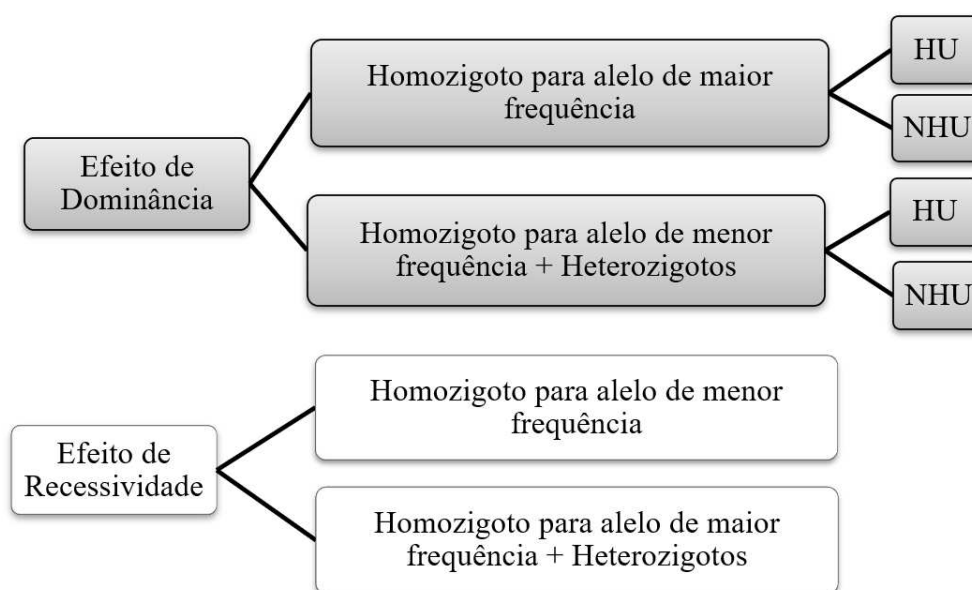 Efeito de
Dominância
Homozigoto para alelo de maior
frequência
HU
NHU
Homozigoto para alelo de menor
frequência + Heterozigotos
HU
NHU
Efeito de
Recessividade
Homozigoto para alelo de menor
frequência
Homozigoto para alelo de maior
frequência + Heterozigotos